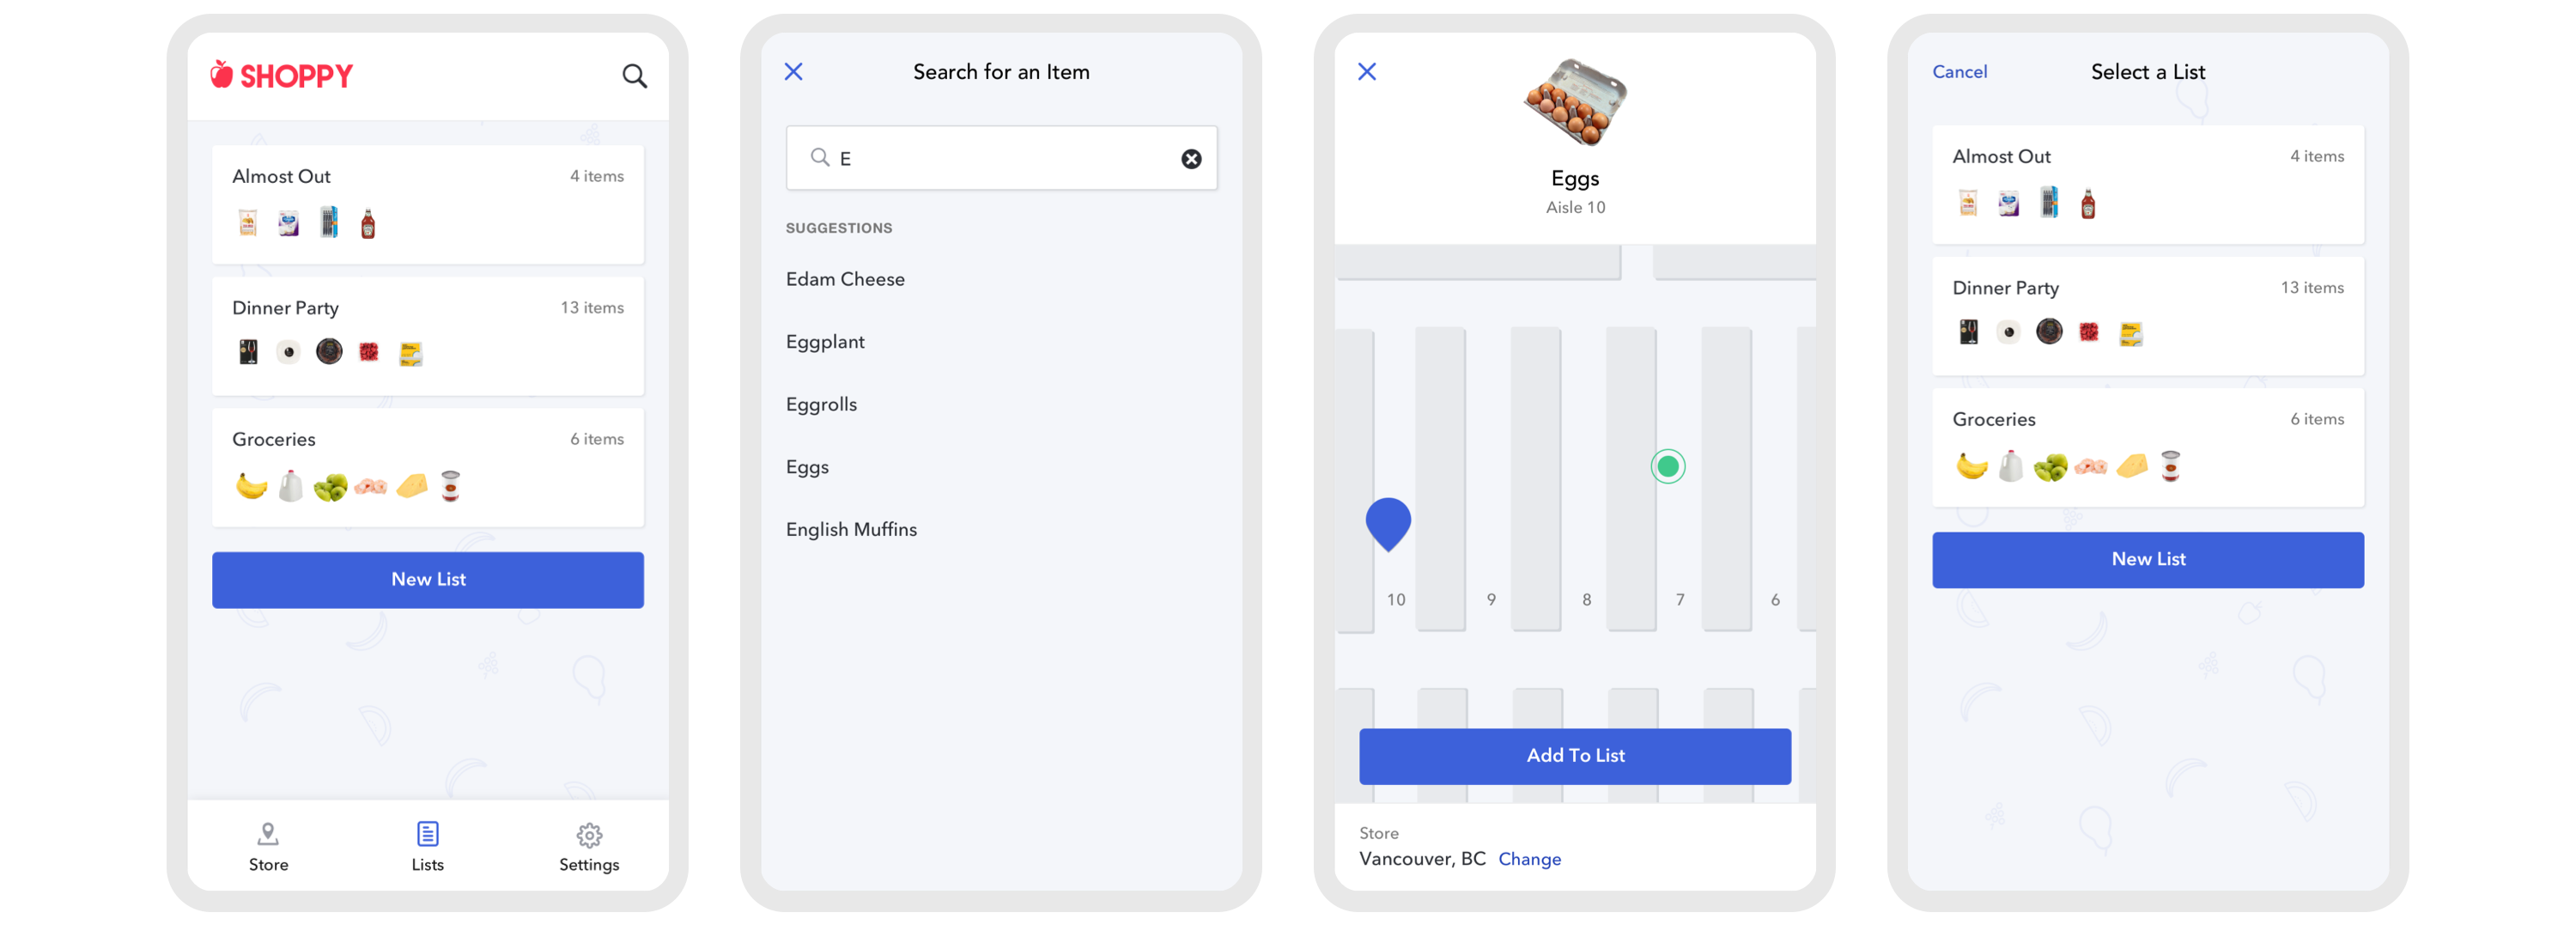 SHOPPY
Almost Out 4 items
Dinner Party 13 items
Groceries 6 items
New List
Store Lists Settings
Search for an Item
E
SUGGESTIONS
Edam Cheese
Eggplant
Eggrolls
Eggs
English Muffins
Eggs
Aisle 10
10 9 8 7 6
Add To List
Store
Vancouver, BC Change
Cancel Select a List
Almost Out 4 items
Dinner Party 13 items
Groceries 6 items
New List